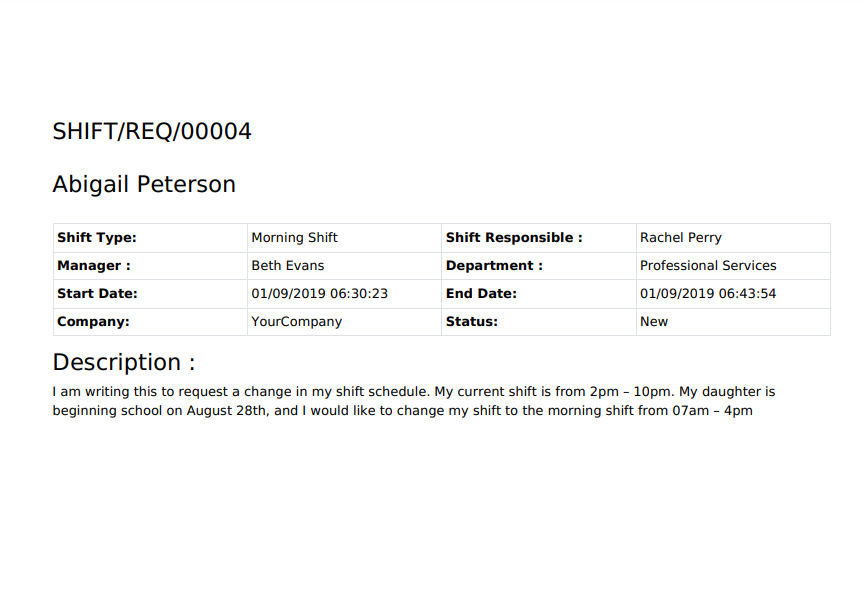 SHIFT/REQ/00004
Abigail Peterson
Shift Type: Morning Shift Shift Responsible : Rachel Perry
Manager : Beth Evans Department : Professional Services
Start Date: 01/09/2019 06:30:23 End Date: 01/09/2019 06:43:54
Company: YourCompany Status: New
Description :
I am writing this to request a change in my shift schedule. My current shift is from 2pm – 10pm. My daughter is
beginning school on August 28th, and I would like to change my shift to the morning shift from 07am – 4pm